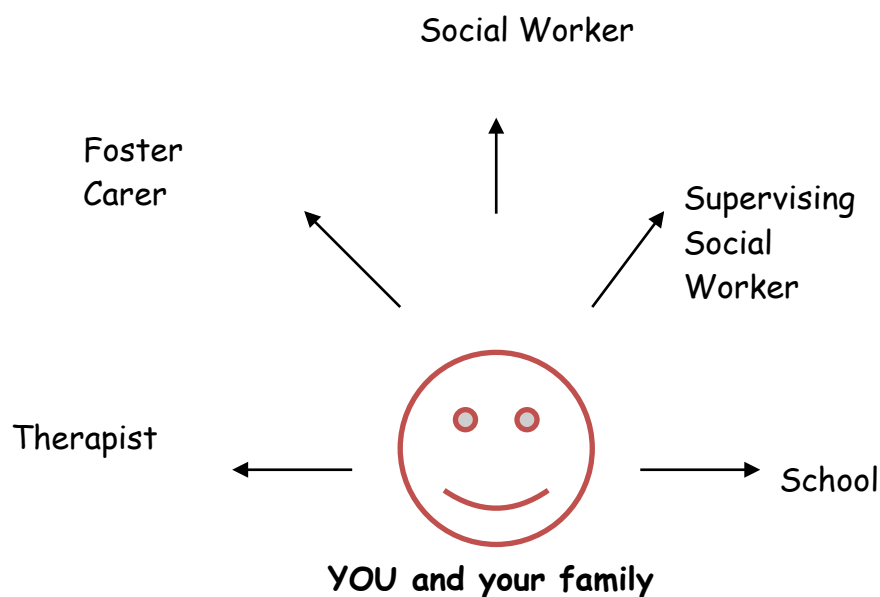 Social Worker
Foster
Carer
Supervising
Social
Worker
Therapist
School
YOU and your family